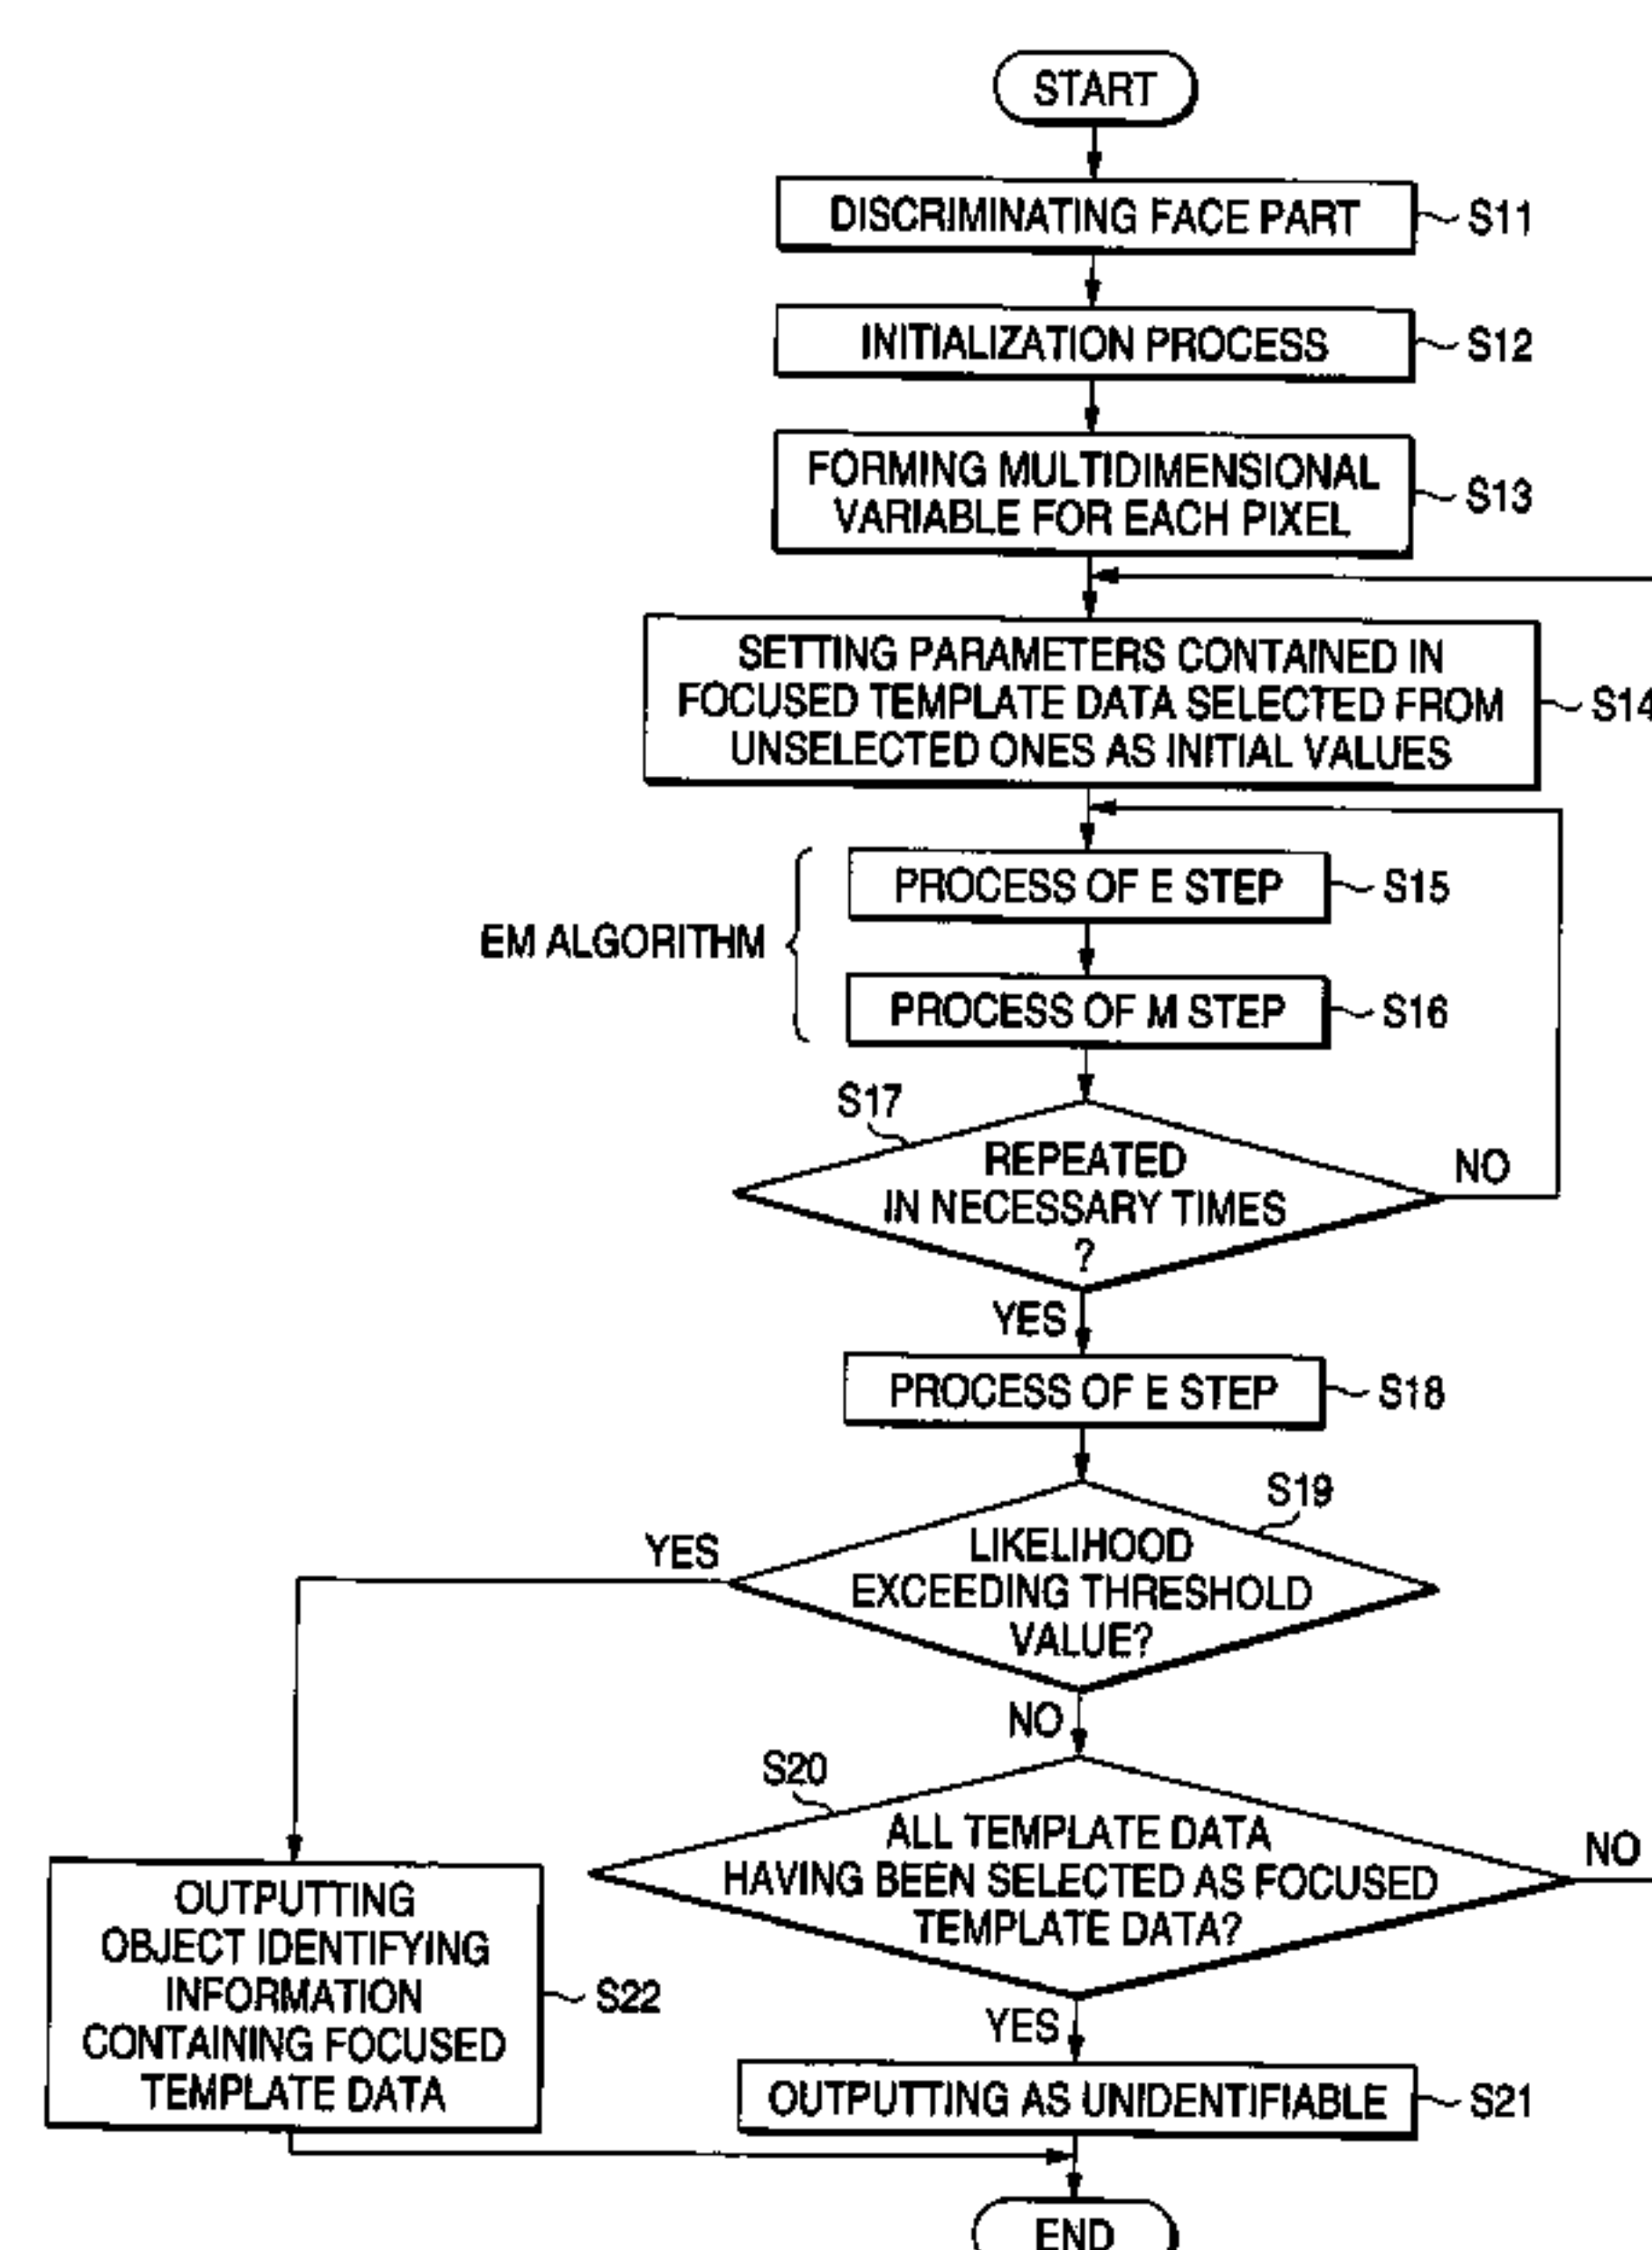 START
DISCRIMINATING FACE PART
S11
INITIALIZATION PROCESS
S12
FORMING MULTIDIMENSIONAL
VARIABLE FOR EACH PIXEL
S13
SETTING PARAMETERS CONTAINED IN
FOCUSED TEMPLATE DATA SELECTED FROM
UNSELECTED ONES AS INITIAL VALUES
S14
PROCESS OF E STEP
S15
EM ALGORITHM
PROCESS OF M STEP
S16
S17
REPEATED
IN NECESSARY TIMES
?
NO
YES
PROCESS OF E STEP
S18
S19
LIKELIHOOD
EXCEEDING THRESHOLD
VALUE?
YES
NO
S20
ALL TEMPLATE DATA
HAVING BEEN SELECTED AS FOCUSED
TEMPLATE DATA?
NO
YES
OUTPUTTING
OBJECT IDENTIFYING
INFORMATION
CONTAINING FOCUSED
TEMPLATE DATA
S22
OUTPUTTING AS UNIDENTIFIABLE
S21
END